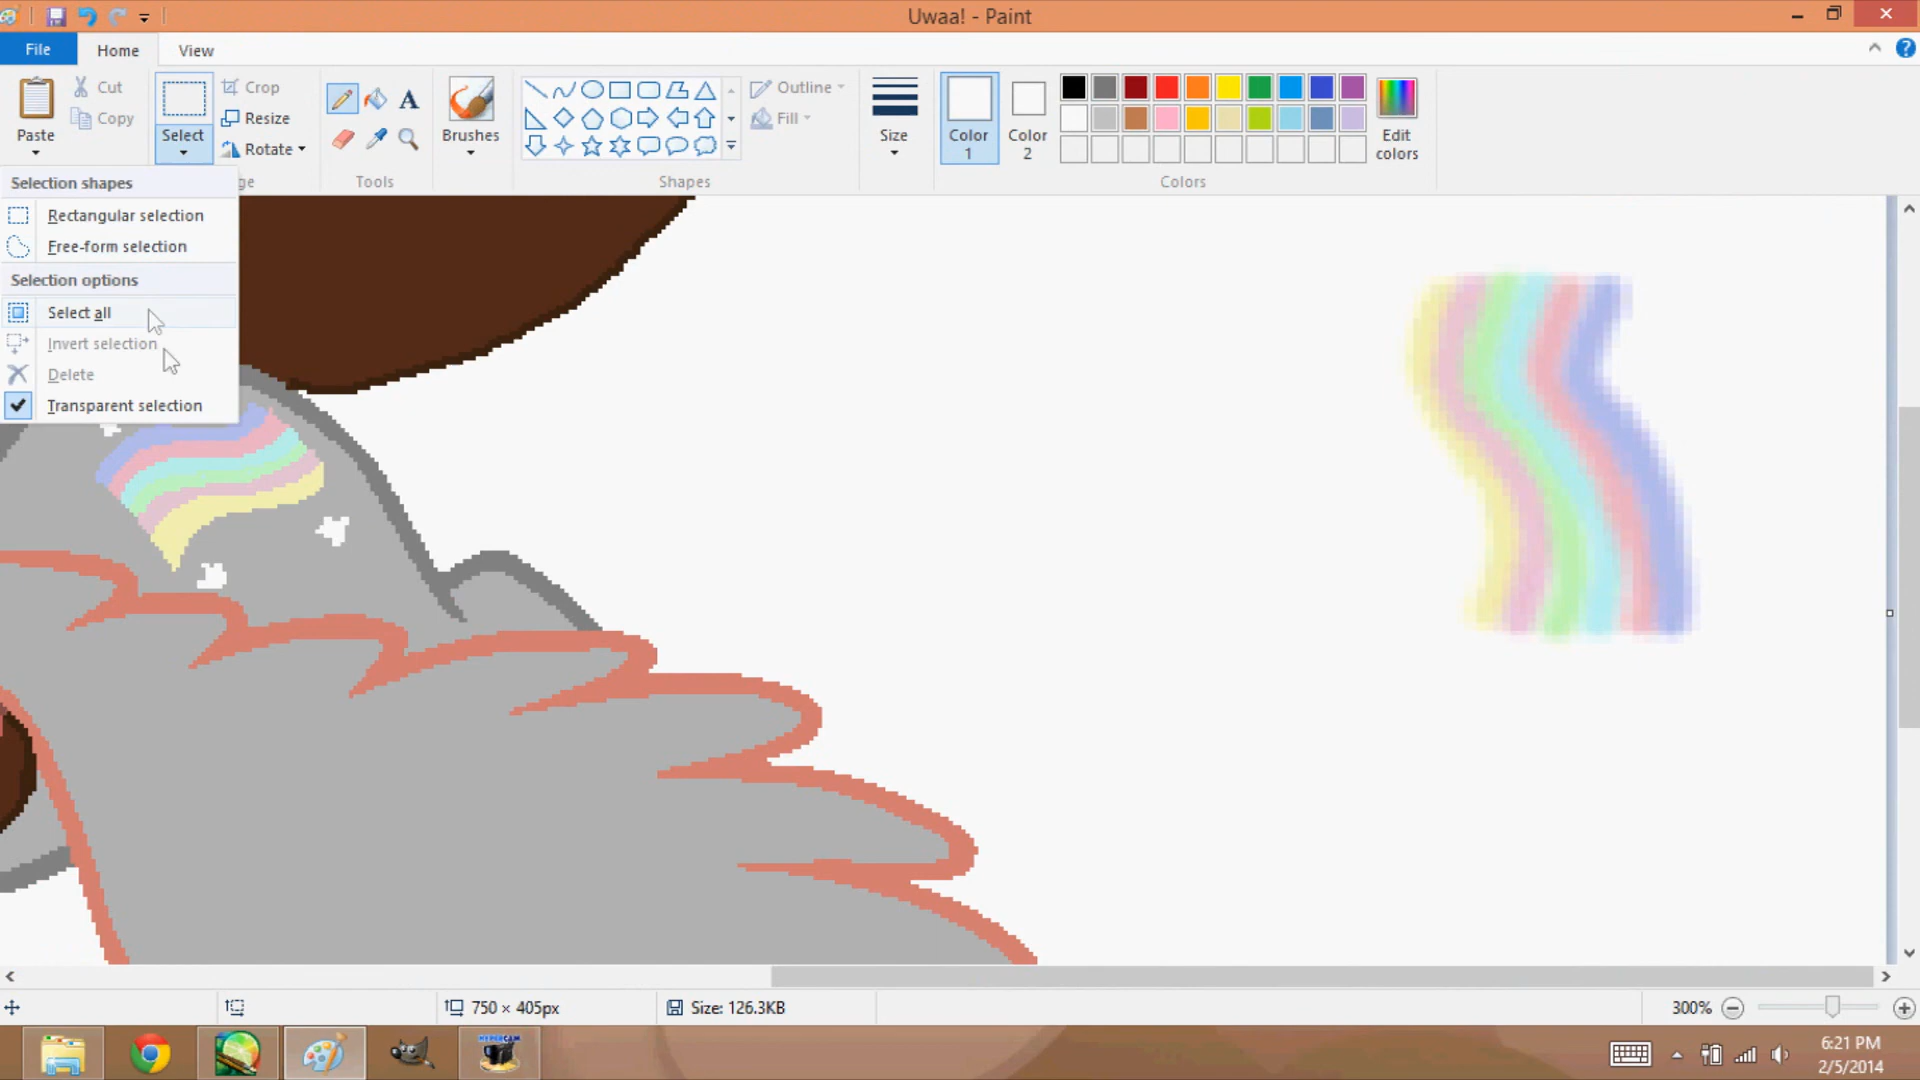 Uwaa! - Paint
File
Home
View
Paste
Cut
Copy
Select
Crop
Resize
Rotate
Brushes
Outline
Fill
Size
Color
1
Color
2
Edit
colors
ge
Tools
Shapes
Colors
Selection shapes
Rectangular selection
Free-form selection
Selection options
Select all
Invert selection
Delete
Transparent selection
750 × 405px
Size: 126.3KB
300%
HYPERCAM
6:21 PM
2/5/2014